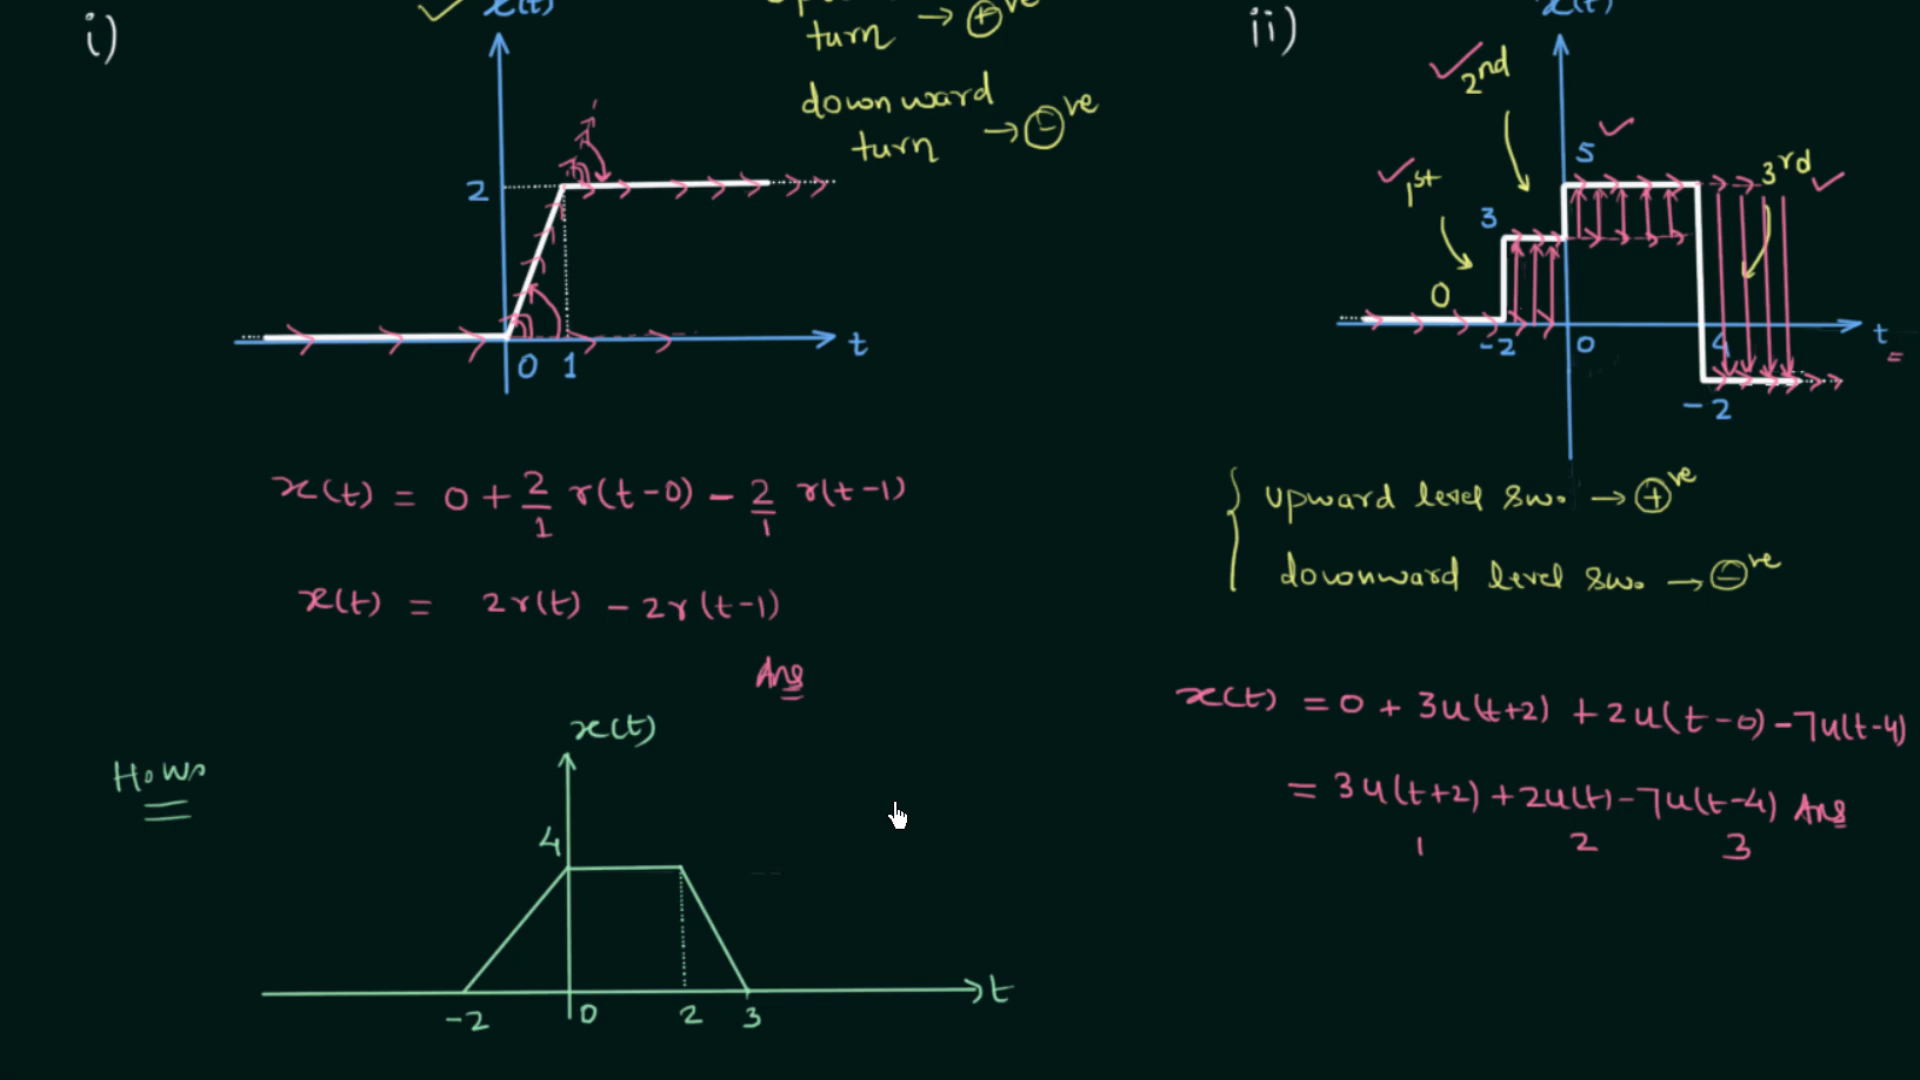 i)
x(t)
turn → ⊕ve
downward
turn → ⊖ve
2
0 1 t
x(t) = 0 + 2/1 r(t-0) - 2/1 r(t-1)
x(t) = 2r(t) - 2r(t-1)
Ans
x(t)
4
-2 0 2 3 t
ii)
x(t)
2nd
5
1st
3rd
3
0
-2 0 4 t
=
-2
upward level sw. → ⊕ve
downward level sw. → ⊖ve
x(t) = 0 + 3u(t+2) + 2u(t-0) - 7u(t-4)
= 3u(t+2) + 2u(t) - 7u(t-4) Ans
1 2 3